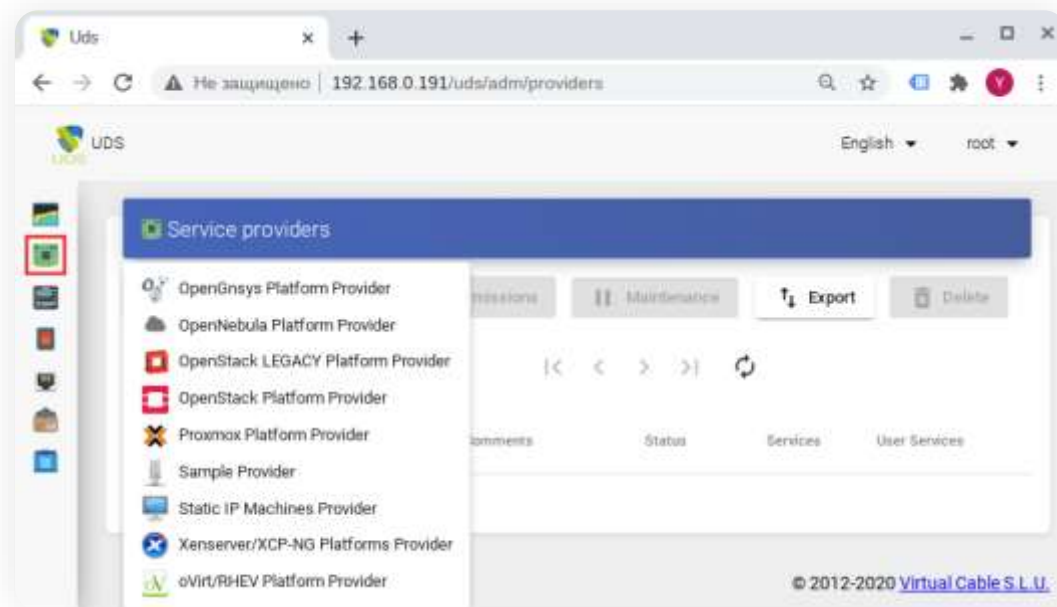 Uds
Не защищено | 192.168.0.191/uds/adm/providers
Y
UDS
UDS
English
root
Service providers
OpenGnsys Platform Provider
OpenNebula Platform Provider
OpenStack LEGACY Platform Provider
OpenStack Platform Provider
Proxmox Platform Provider
Sample Provider
Static IP Machines Provider
Xenserver/XCP-NG Platforms Provider
oVirt/RHEV Platform Provider
missions
Maintenance
Export
Delete
omments
Status
Services
User Services
© 2012-2020 Virtual Cable S.L.U.